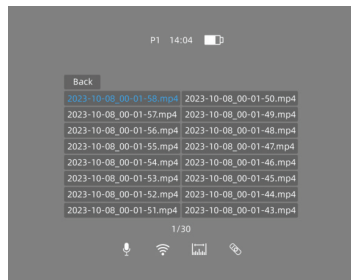 P1 14:04
Back
2023-10-08_00-01-58.mp4 2023-10-08_00-01-50.mp4
2023-10-08_00-01-57.mp4 2023-10-08_00-01-49.mp4
2023-10-08_00-01-56.mp4 2023-10-08_00-01-48.mp4
2023-10-08_00-01-55.mp4 2023-10-08_00-01-47.mp4
2023-10-08_00-01-54.mp4 2023-10-08_00-01-46.mp4
2023-10-08_00-01-53.mp4 2023-10-08_00-01-45.mp4
2023-10-08_00-01-52.mp4 2023-10-08_00-01-44.mp4
2023-10-08_00-01-51.mp4 2023-10-08_00-01-43.mp4
1/30